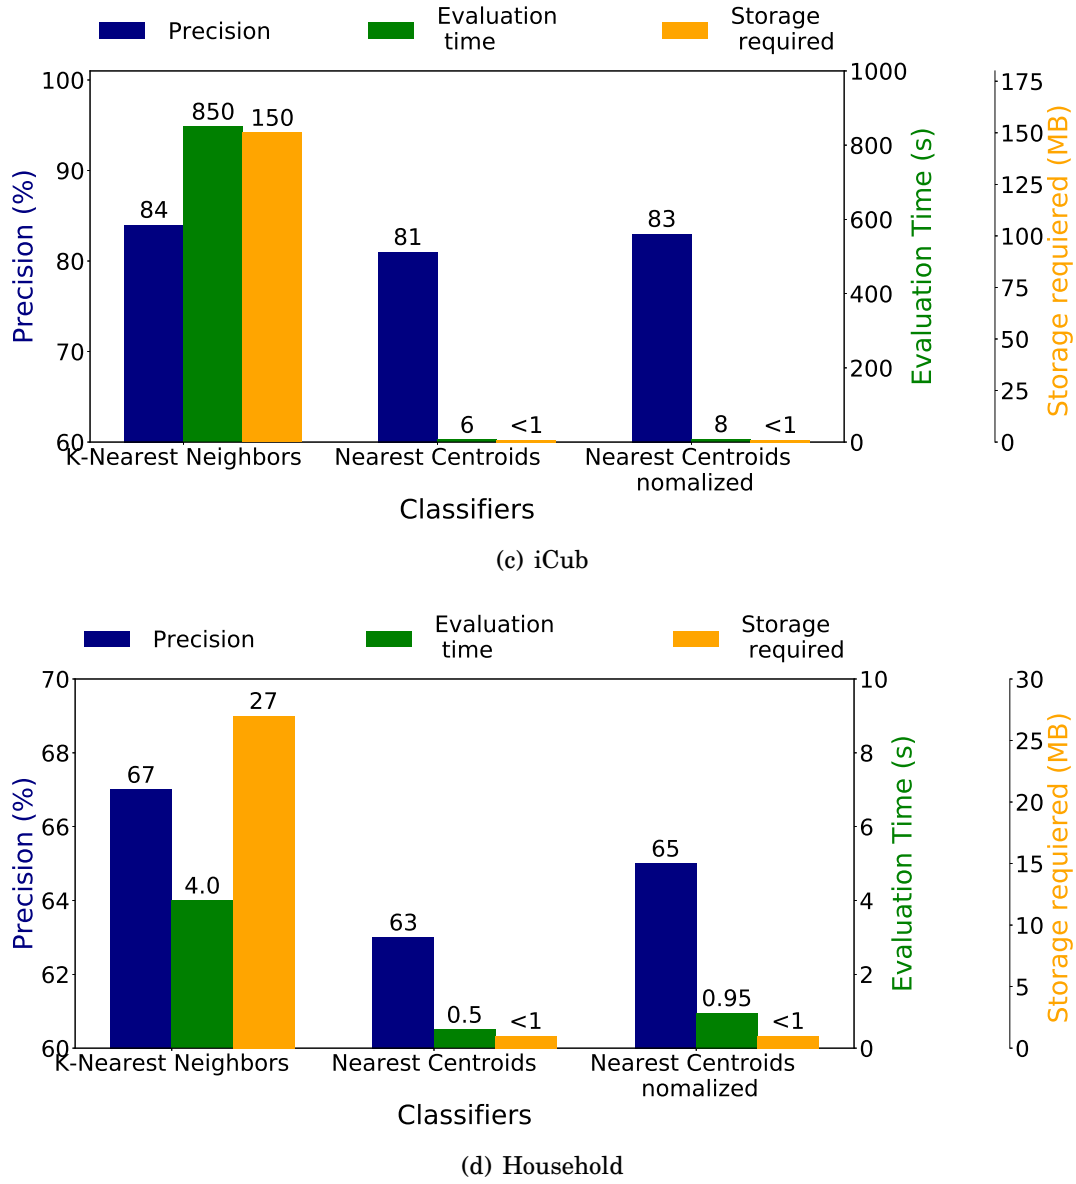 Precision
Evaluation
time
Storage
required
100
90
80
70
60
Precision (%)
850
150
84
81
6
<1
83
8
<1
1000
800
600
400
200
0
Evaluation Time (s)
175
150
125
100
75
50
25
0
Storage requiered (MB)
K-Nearest Neighbors
Nearest Centroids
Nearest Centroids
nomalized
Classifiers
(c) iCub
Precision
Evaluation
time
Storage
required
70
68
66
64
62
60
Precision (%)
67
4.0
27
63
0.5
<1
65
0.95
<1
10
8
6
4
2
0
Evaluation Time (s)
30
25
20
15
10
5
0
Storage requiered (MB)
K-Nearest Neighbors
Nearest Centroids
Nearest Centroids
nomalized
Classifiers
(d) Household